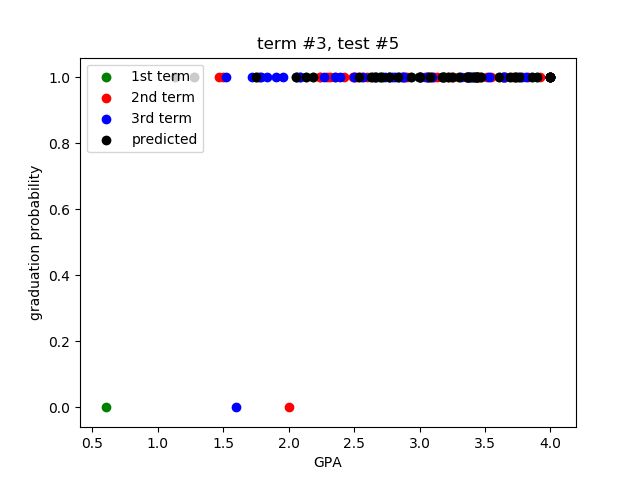 term #3, test #5
1st term
2nd term
3rd term
predicted
graduation probability
1.0
0.8
0.6
0.4
0.2
0.0
0.5 1.0 1.5 2.0 2.5 3.0 3.5 4.0
GPA